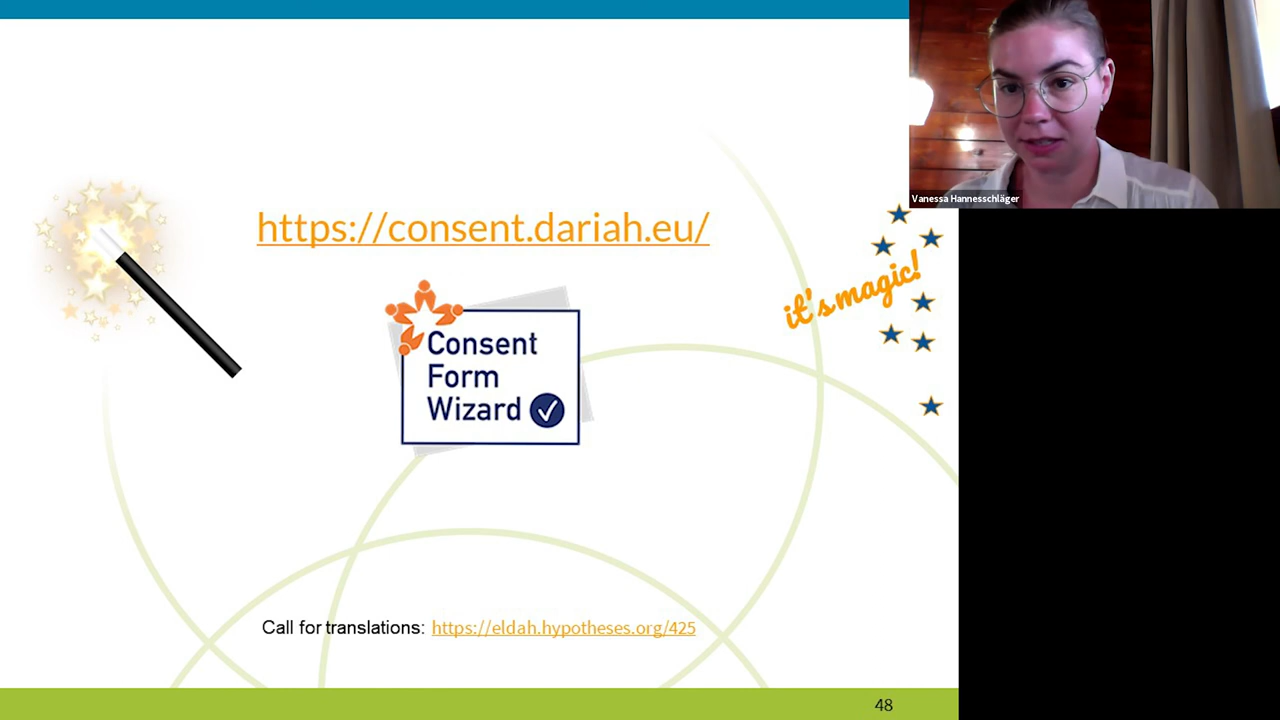 Vanessa Hannesschläger
https://consent.dariah.eu/
it's magic!
Consent
Form
Wizard
Call for translations: https://eldah.hypotheses.org/425
48